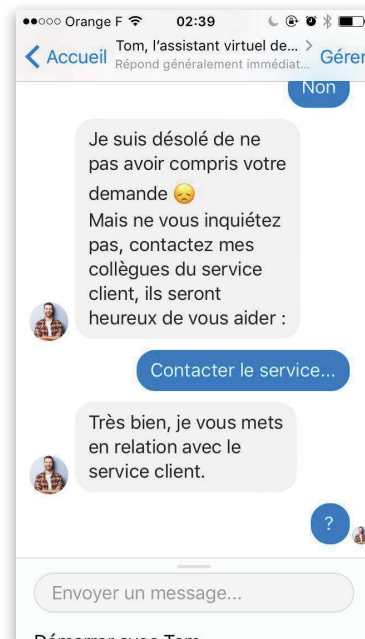 Orange F 02:39
Accueil
Tom, l'assistant virtuel de... >
Répond généralement immédiat...
Gérer
Non
Je suis désolé de ne
pas avoir compris votre
demande 😞
Mais ne vous inquiétez
pas, contactez mes
collègues du service
client, ils seront
heureux de vous aider :
Contacter le service...
Très bien, je vous mets
en relation avec le
service client.
?
Envoyer un message...
Démarrer avec Tom